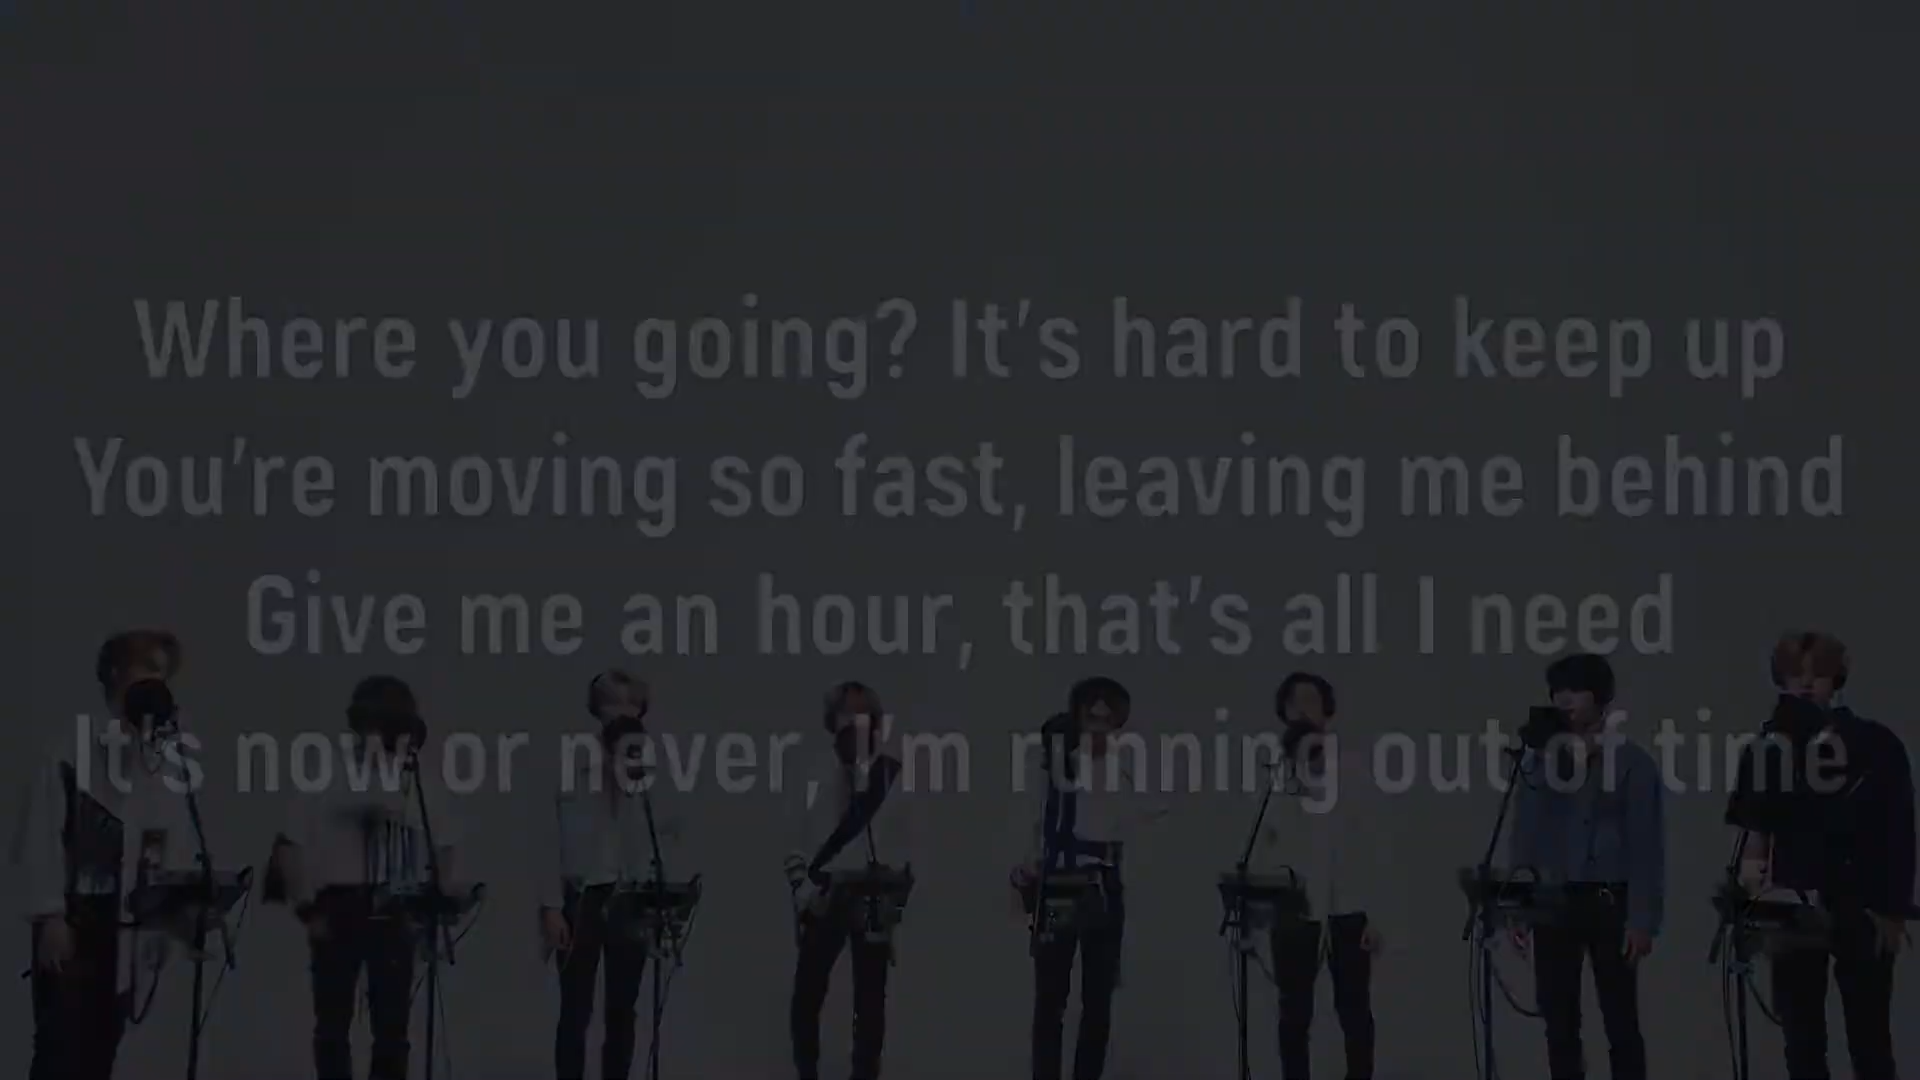 Where you going? It's hard to keep up
You're moving so fast, leaving me behind
Give me an hour, that's all I need
It's now or never, I'm running out of time